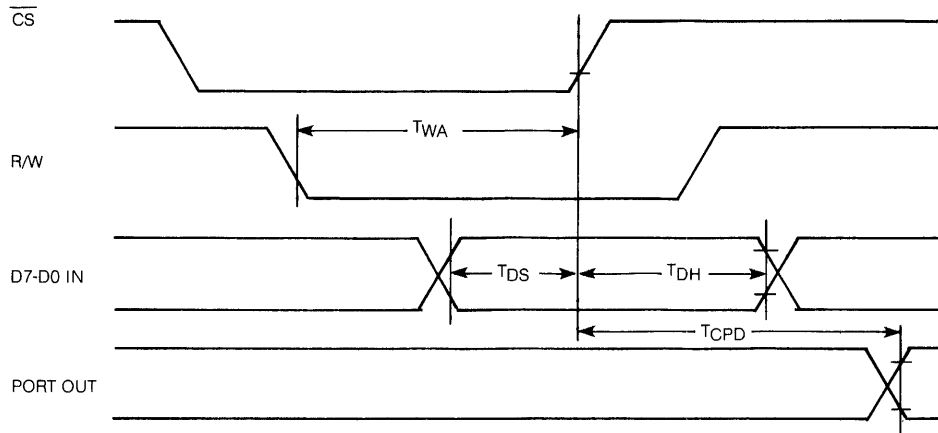 CS
TWA
R/W
D7-D0 IN
TDS
TDH
TCPD
PORT OUT